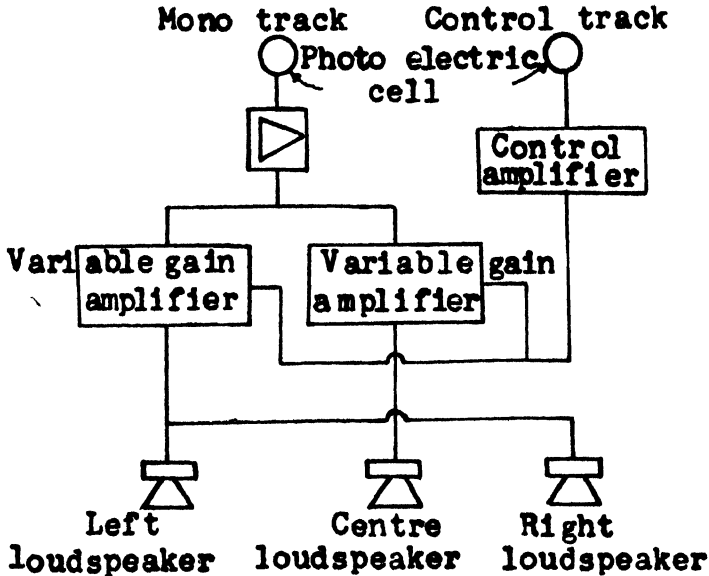 Mono track
Control track
Photo electric
cell
Control
amplifier
Variable gain
amplifier
Variable gain
amplifier
Left
loudspeaker
Centre
loudspeaker
Right
loudspeaker